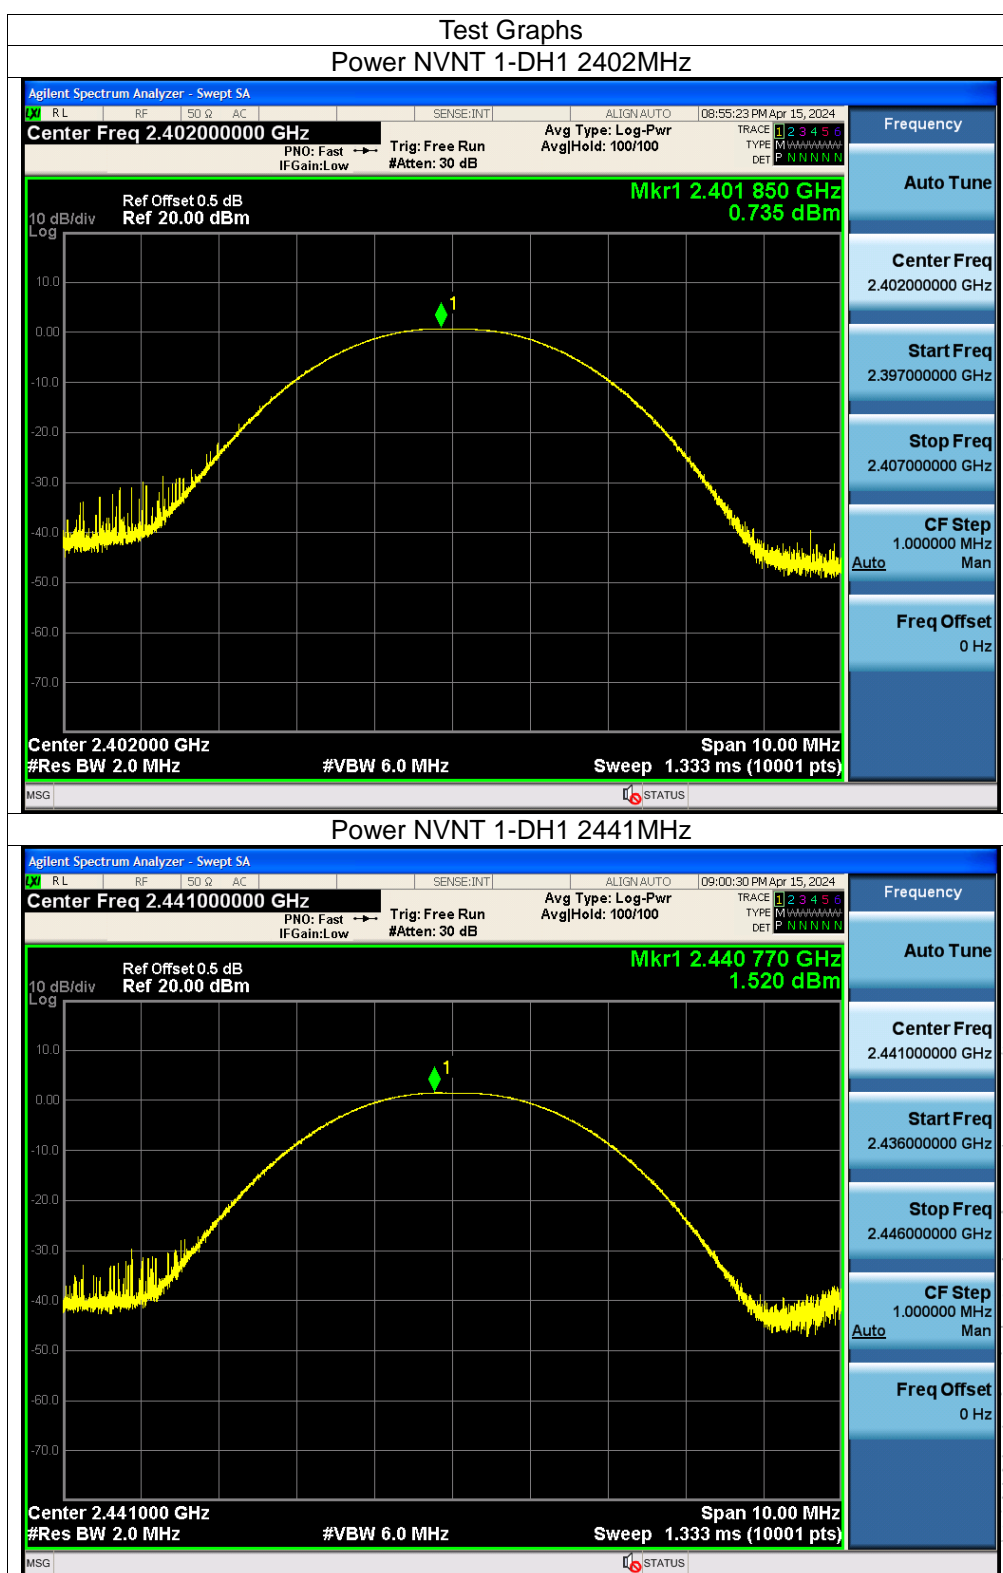 Test Graphs
Power NVNT 1-DH1 2402MHz
Agilent Spectrum Analyzer - Swept SA
LXI RL RF 50 Ω AC SENSE:INT ALIGN AUTO 08:55:23 PM Apr 15, 2024
Center Freq 2.402000000 GHz
PNO: Fast
IFGain:Low
Trig: Free Run
#Atten: 30 dB
Avg Type: Log-Pwr
Avg|Hold: 100/100
TRACE 1 2 3 4 5 6
TYPE M
DET P N N N N N
Frequency
Mkr1 2.401 850 GHz
0.735 dBm
Ref Offset 0.5 dB
10 dB/div Ref 20.00 dBm
Log
10.0
0.00
-10.0
-20.0
-30.0
-40.0
-50.0
-60.0
-70.0
1
Center 2.402000 GHz Span 10.00 MHz
#Res BW 2.0 MHz #VBW 6.0 MHz Sweep 1.333 ms (10001 pts)
MSG STATUS
Auto Tune
Center Freq
2.402000000 GHz
Start Freq
2.397000000 GHz
Stop Freq
2.407000000 GHz
CF Step
1.000000 MHz
Auto Man
Freq Offset
0 Hz
Power NVNT 1-DH1 2441MHz
Agilent Spectrum Analyzer - Swept SA
LXI RL RF 50 Ω AC SENSE:INT ALIGN AUTO 09:00:30 PM Apr 15, 2024
Center Freq 2.441000000 GHz
PNO: Fast
IFGain:Low
Trig: Free Run
#Atten: 30 dB
Avg Type: Log-Pwr
Avg|Hold: 100/100
TRACE 1 2 3 4 5 6
TYPE M
DET P N N N N N
Frequency
Mkr1 2.440 770 GHz
1.520 dBm
Ref Offset 0.5 dB
10 dB/div Ref 20.00 dBm
Log
10.0
0.00
-10.0
-20.0
-30.0
-40.0
-50.0
-60.0
-70.0
1
Center 2.441000 GHz Span 10.00 MHz
#Res BW 2.0 MHz #VBW 6.0 MHz Sweep 1.333 ms (10001 pts)
MSG STATUS
Auto Tune
Center Freq
2.441000000 GHz
Start Freq
2.436000000 GHz
Stop Freq
2.446000000 GHz
CF Step
1.000000 MHz
Auto Man
Freq Offset
0 Hz